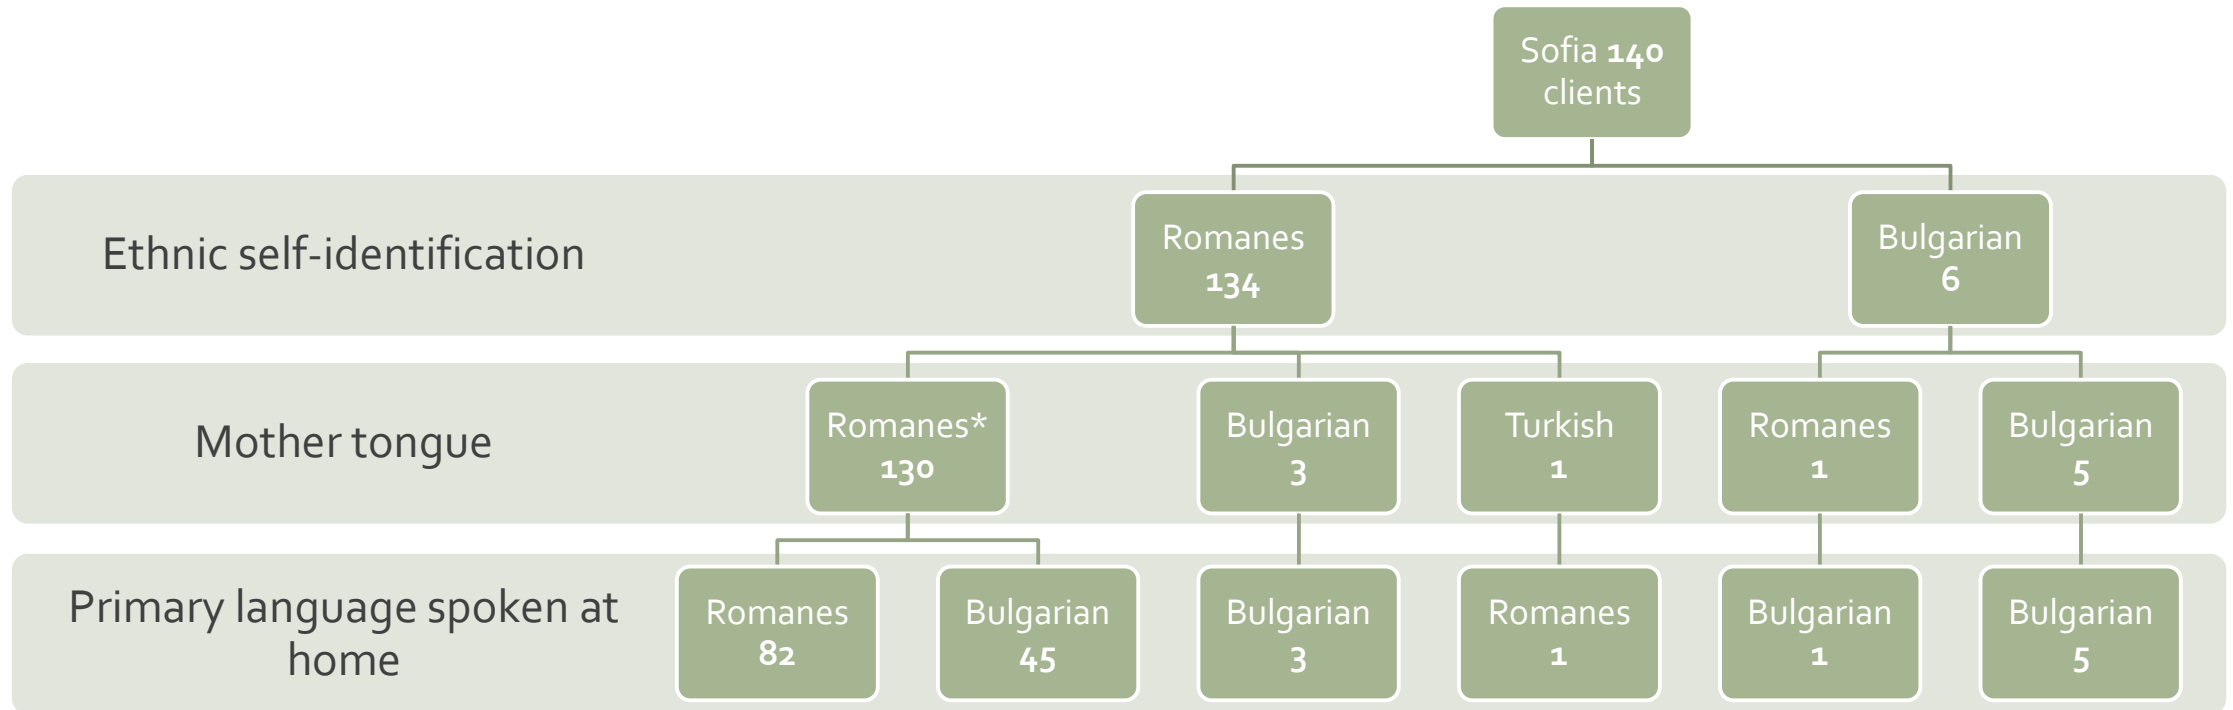 Sofia 140
clients
Ethnic self-identification
Romanes
134
Bulgarian
6
Mother tongue
Romanes*
130
Bulgarian
3
Turkish
1
Romanes
1
Bulgarian
5
Primary language spoken at
home
Romanes
82
Bulgarian
45
Bulgarian
3
Romanes
1
Bulgarian
1
Bulgarian
5